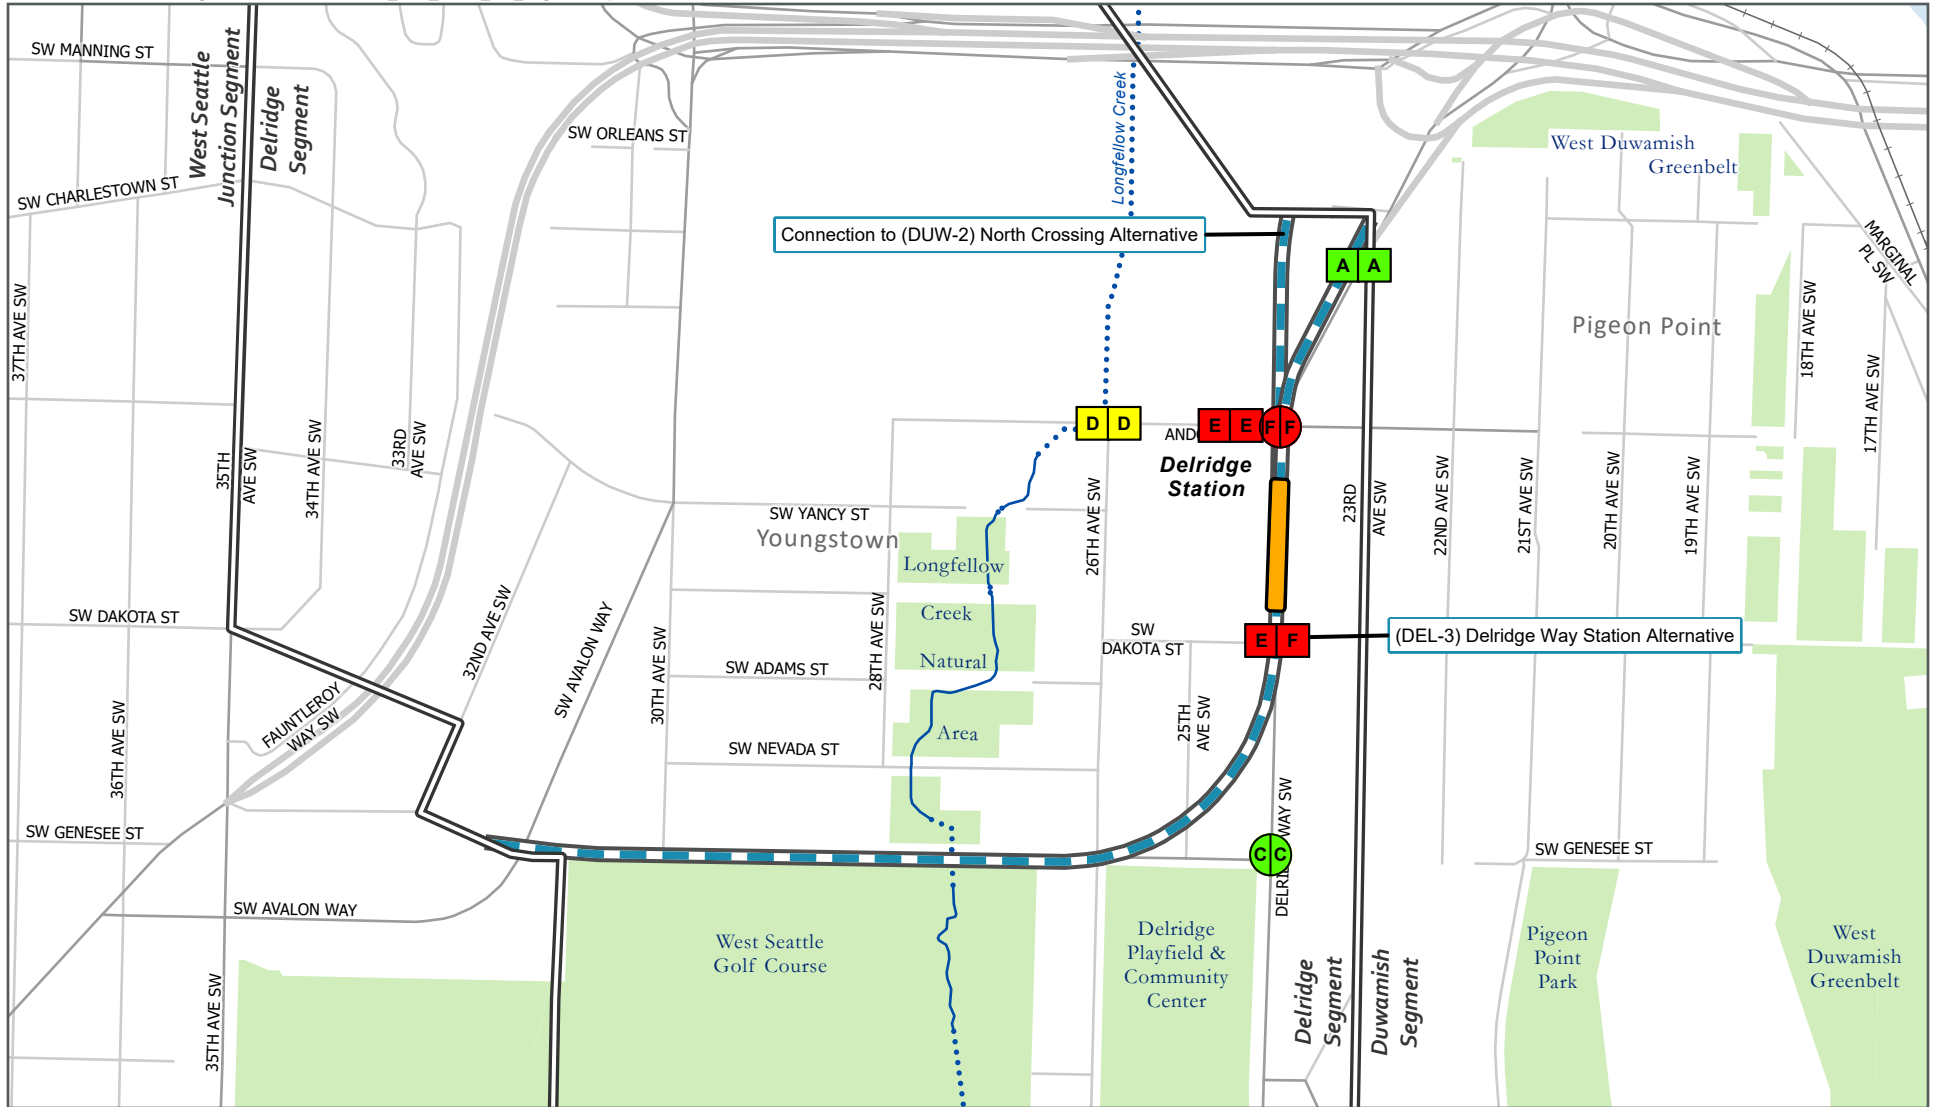 SW MANNING ST
West Seattle
Junction Segment
Delridge
Segment
SW ORLEANS ST
Longfellow Creek
West Duwamish
Greenbelt
SW CHARLESTOWN ST
Connection to (DUW-2) North Crossing Alternative
A A
MARGINAL
PL SW
37TH AVE SW
Pigeon Point
18TH AVE SW
17TH AVE SW
35TH
AVE SW
34TH AVE SW
33RD
AVE SW
D D
E E
F F
Delridge
Station
26TH AVE SW
23RD
AVE SW
22ND AVE SW
21ST AVE SW
20TH AVE SW
19TH AVE SW
SW YANCY ST
Youngstown
Longfellow
Creek
Natural
Area
SW DAKOTA ST
32ND AVE SW
SW AVALON WAY
30TH AVE SW
28TH AVE SW
SW ADAMS ST
SW NEVADA ST
SW
DAKOTA ST
E F
(DEL-3) Delridge Way Station Alternative
25TH
AVE SW
FAUNTLEROY
WAY SW
36TH AVE SW
SW GENESEE ST
C C
DELRIDGE WAY SW
SW GENESEE ST
SW AVALON WAY
35TH AVE SW
West Seattle
Golf Course
Delridge
Playfield &
Community
Center
Delridge
Segment
Duwamish
Segment
Pigeon
Point
Park
West
Duwamish
Greenbelt